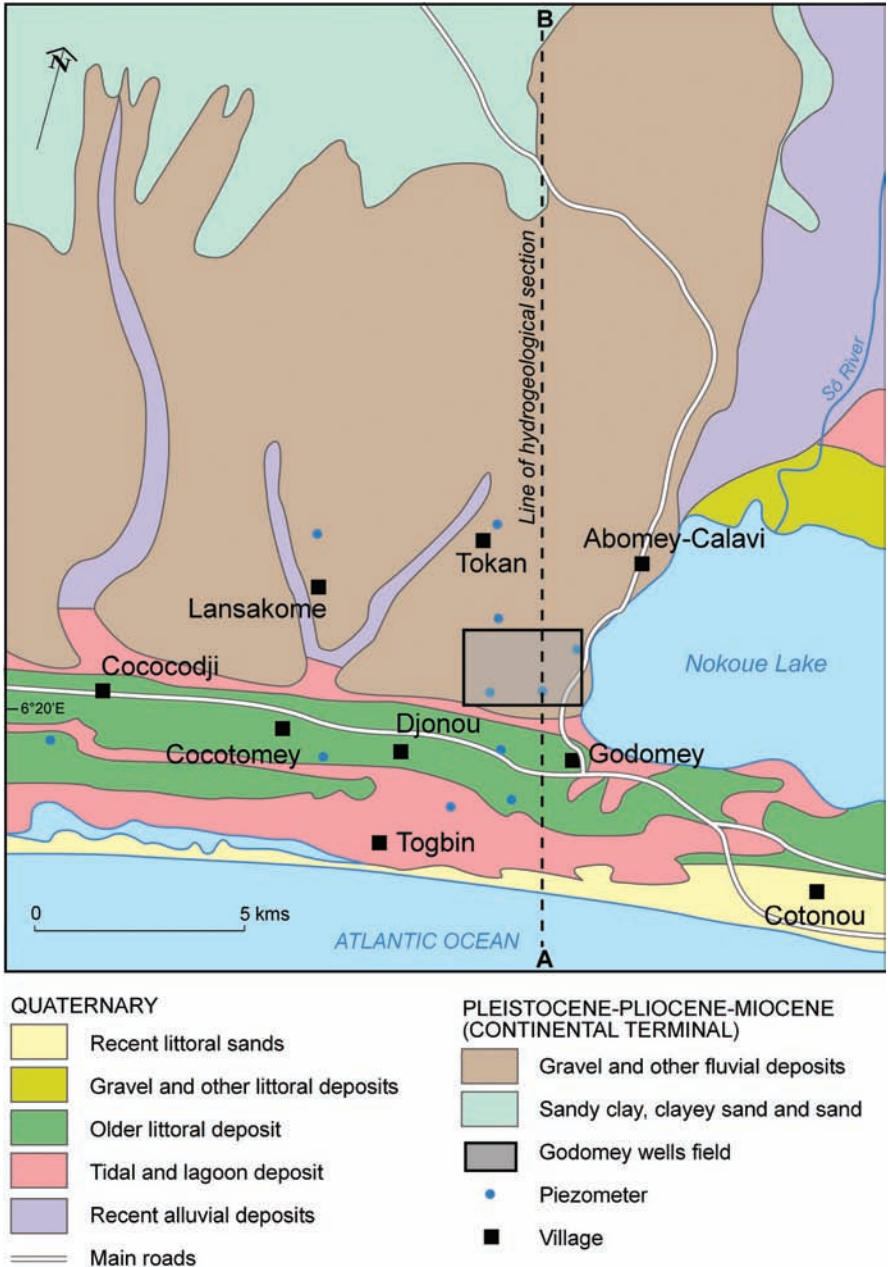 B
N
Line of hydrogeological section
Sô River
Abomey-Calavi
Tokan
Lansakome
Nokoue Lake
Cococodji
6°20'E
Djonou
Cocotomey
Godomey
Togbin
Cotonou
0 5 kms
ATLANTIC OCEAN
A
QUATERNARY
Recent littoral sands
Gravel and other littoral deposits
Older littoral deposit
Tidal and lagoon deposit
Recent alluvial deposits
Main roads
PLEISTOCENE-PLIOCENE-MIOCENE
(CONTINENTAL TERMINAL)
Gravel and other fluvial deposits
Sandy clay, clayey sand and sand
Godomey wells field
Piezometer
Village